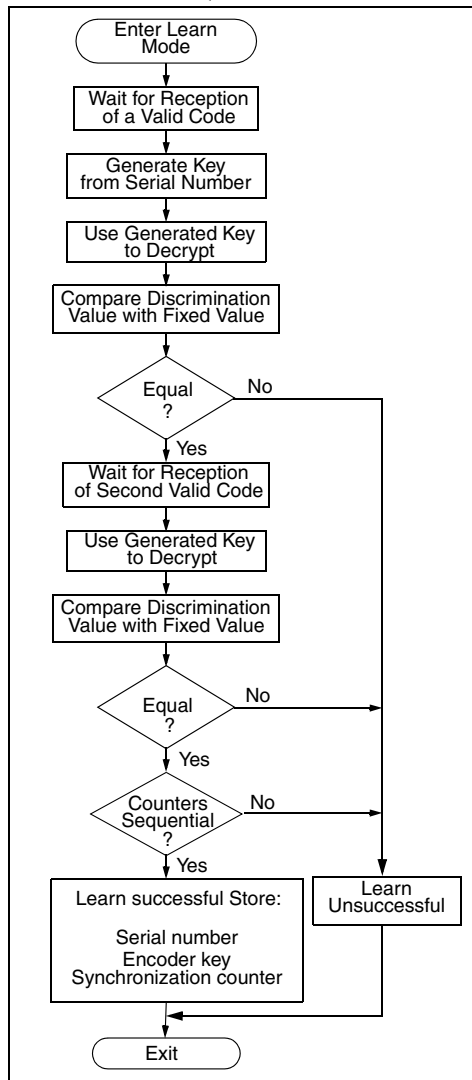 Enter Learn
Mode
Wait for Reception
of a Valid Code
Generate Key
from Serial Number
Use Generated Key
to Decrypt
Compare Discrimination
Value with Fixed Value
Equal
?
No
Yes
Wait for Reception
of Second Valid Code
Use Generated Key
to Decrypt
Compare Discrimination
Value with Fixed Value
Equal
?
No
Yes
Counters
Sequential
?
No
Yes
Learn successful Store:
Serial number
Encoder key
Synchronization counter
Learn
Unsuccessful
Exit